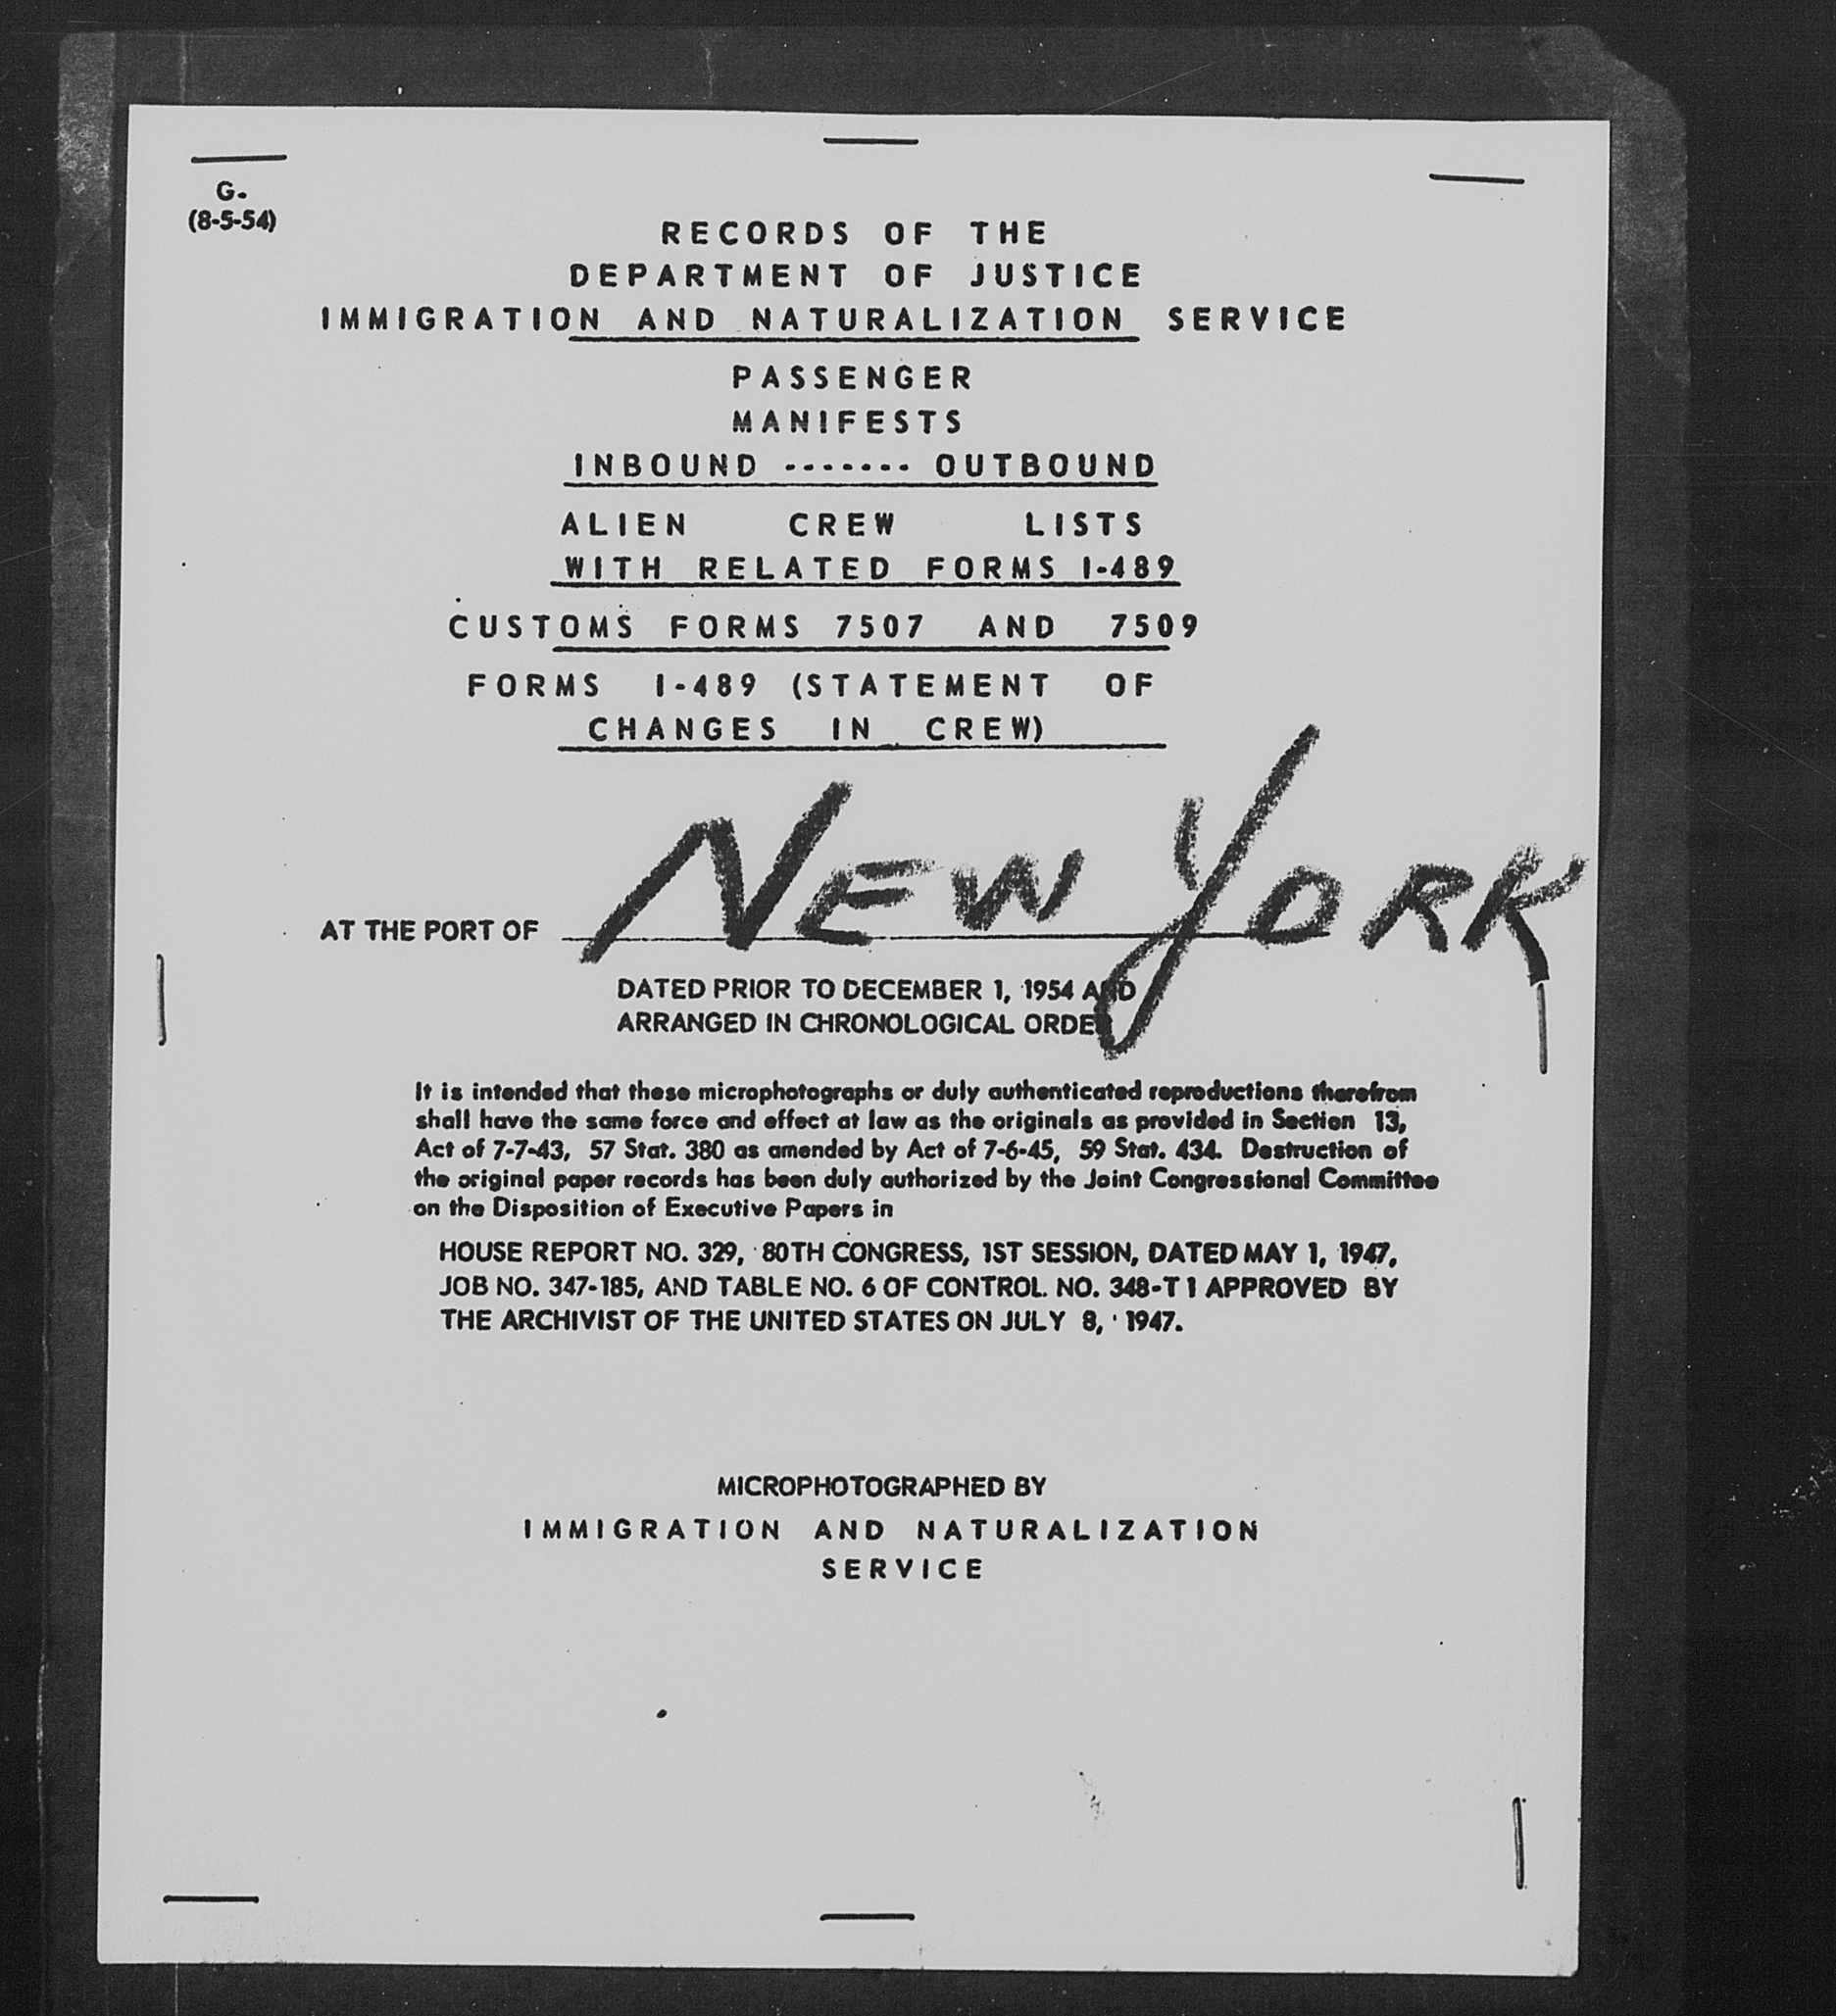 G.
(8-5-54)
RECORDS OF THE
DEPARTMENT OF JUSTICE
IMMIGRATION AND NATURALIZATION SERVICE
PASSENGER
MANIFESTS
INBOUND ------- OUTBOUND
ALIEN CREW LISTS
WITH RELATED FORMS I-489
CUSTOMS FORMS 7507 AND 7509
FORMS I-489 (STATEMENT OF
CHANGES IN CREW)
AT THE PORT OF NEW YORK
DATED PRIOR TO DECEMBER 1, 1954 AND
ARRANGED IN CHRONOLOGICAL ORDER
It is intended that these microphotographs or duly authenticated reproductions therefrom
shall have the same force and effect at law as the originals as provided in Section 13,
Act of 7-7-43, 57 Stat. 380 as amended by Act of 7-6-45, 59 Stat. 434. Destruction of
the original paper records has been duly authorized by the Joint Congressional Committee
on the Disposition of Executive Papers in
HOUSE REPORT NO. 329, 80TH CONGRESS, 1ST SESSION, DATED MAY 1, 1947,
JOB NO. 347-185, AND TABLE NO. 6 OF CONTROL NO. 348-T1 APPROVED BY
THE ARCHIVIST OF THE UNITED STATES ON JULY 8, 1947.
MICROPHOTOGRAPHED BY
IMMIGRATION AND NATURALIZATION
SERVICE